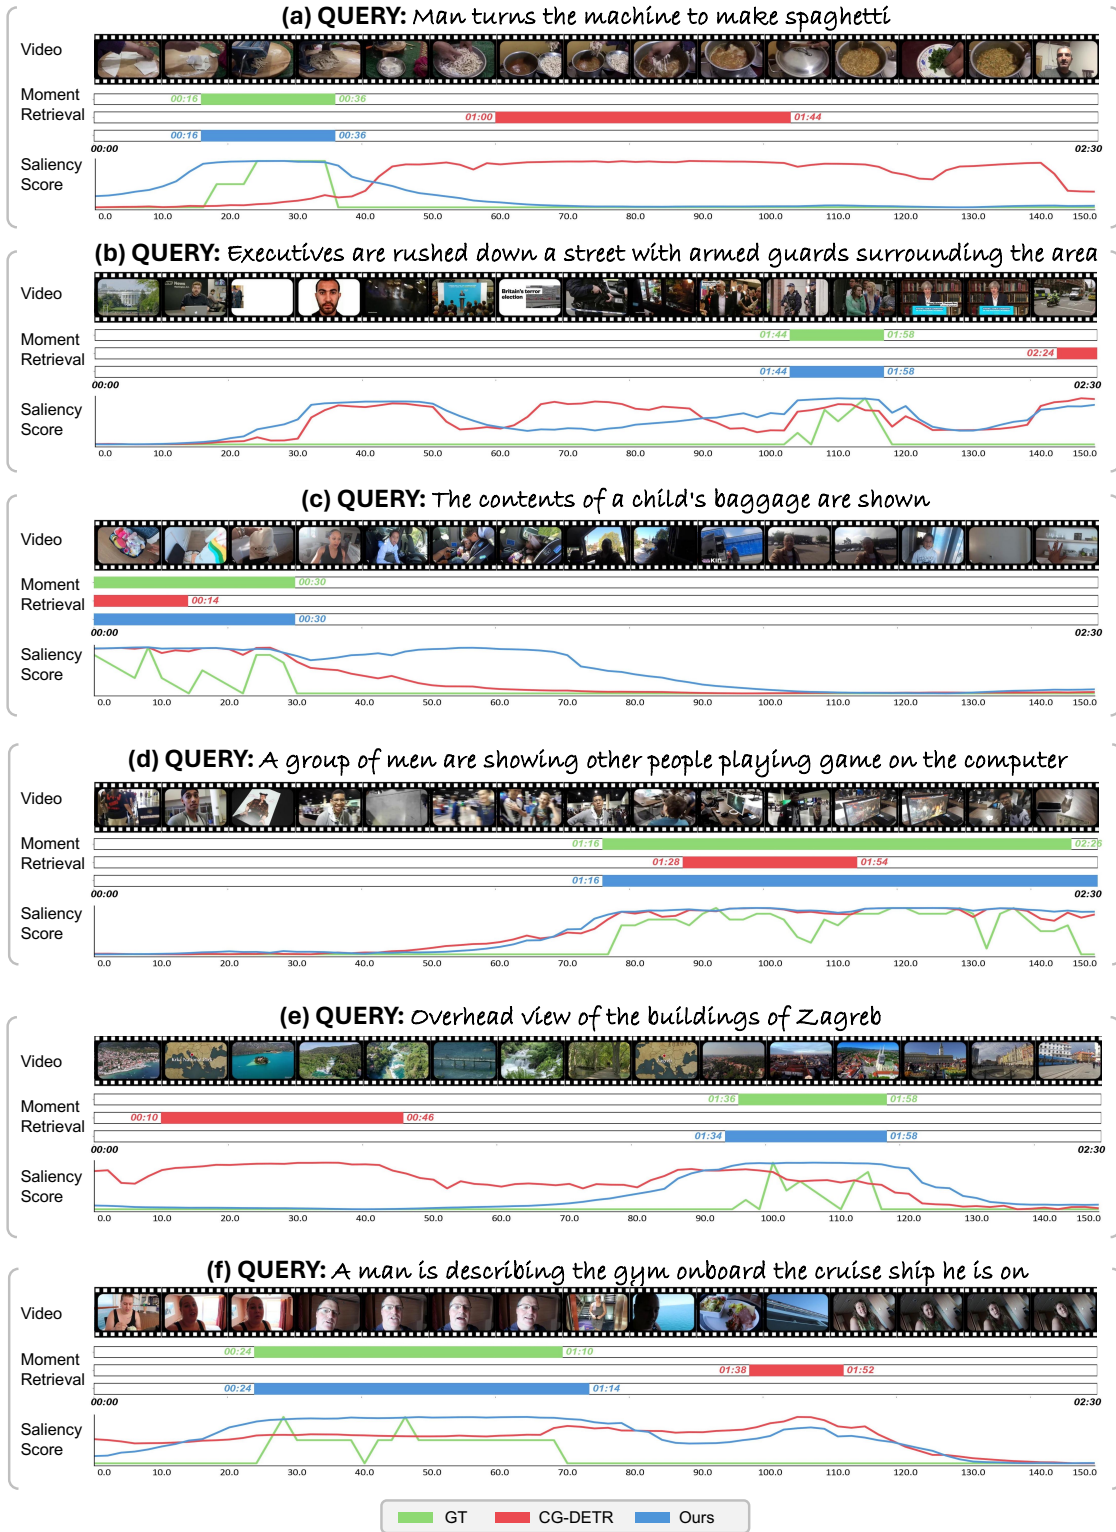 (a) QUERY: Man turns the machine to make spaghetti
Video
Moment Retrieval
00:16 00:36
01:00 01:44
00:16 00:36
00:00 02:30
Saliency Score
0.0 10.0 20.0 30.0 40.0 50.0 60.0 70.0 80.0 90.0 100.0 110.0 120.0 130.0 140.0 150.0
(b) QUERY: Executives are rushed down a street with armed guards surrounding the area
Video
News
Britain's terror election
Moment Retrieval
01:44 01:58
02:24
01:44 01:58
00:00 02:30
Saliency Score
0.0 10.0 20.0 30.0 40.0 50.0 60.0 70.0 80.0 90.0 100.0 110.0 120.0 130.0 140.0 150.0
(c) QUERY: The contents of a child's baggage are shown
Video
Moment Retrieval
00:30
00:14
00:30
00:00 02:30
Saliency Score
0.0 10.0 20.0 30.0 40.0 50.0 60.0 70.0 80.0 90.0 100.0 110.0 120.0 130.0 140.0 150.0
(d) QUERY: A group of men are showing other people playing game on the computer
Video
Moment Retrieval
01:16 02:26
01:28 01:54
01:16
00:00 02:30
Saliency Score
0.0 10.0 20.0 30.0 40.0 50.0 60.0 70.0 80.0 90.0 100.0 110.0 120.0 130.0 140.0 150.0
(e) QUERY: Overhead view of the buildings of Zagreb
Video
Moment Retrieval
01:36 01:58
00:10 00:46
01:34 01:58
00:00 02:30
Saliency Score
0.0 10.0 20.0 30.0 40.0 50.0 60.0 70.0 80.0 90.0 100.0 110.0 120.0 130.0 140.0 150.0
(f) QUERY: A man is describing the gym onboard the cruise ship he is on
Video
Moment Retrieval
00:24 01:10
01:38 01:52
00:24 01:14
00:00 02:30
Saliency Score
0.0 10.0 20.0 30.0 40.0 50.0 60.0 70.0 80.0 90.0 100.0 110.0 120.0 130.0 140.0 150.0
GT CG-DETR Ours